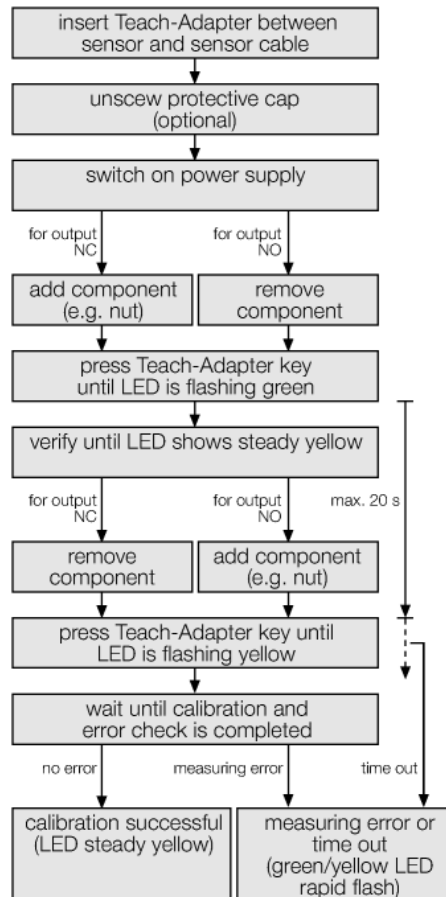 insert Teach-Adapter between
sensor and sensor cable
unscew protective cap
(optional)
switch on power supply
for output
NC
for output
NO
add component
(e.g. nut)
remove
component
press Teach-Adapter key
until LED is flashing green
verify until LED shows steady yellow
for output
NC
for output
NO
max. 20 s
remove
component
add component
(e.g. nut)
press Teach-Adapter key until
LED is flashing yellow
wait until calibration and
error check is completed
no error
measuring error
time out
calibration successful
(LED steady yellow)
measuring error or
time out
(green/yellow LED
rapid flash)